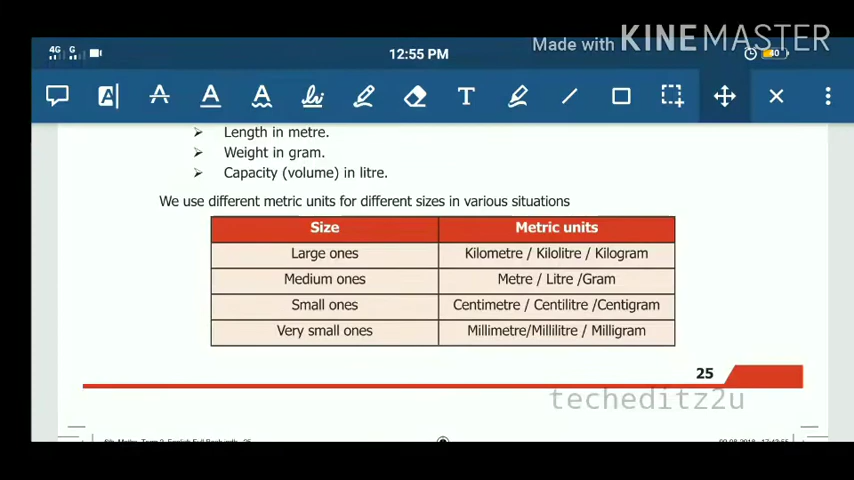 Made with KINEMASTER
4G G 12:55 PM 40
Length in metre.
Weight in gram.
Capacity (volume) in litre.
We use different metric units for different sizes in various situations
Size Metric units
Large ones Kilometre / Kilolitre / Kilogram
Medium ones Metre / Litre /Gram
Small ones Centimetre / Centilitre /Centigram
Very small ones Millimetre/Millilitre / Milligram
25
techeditz2u